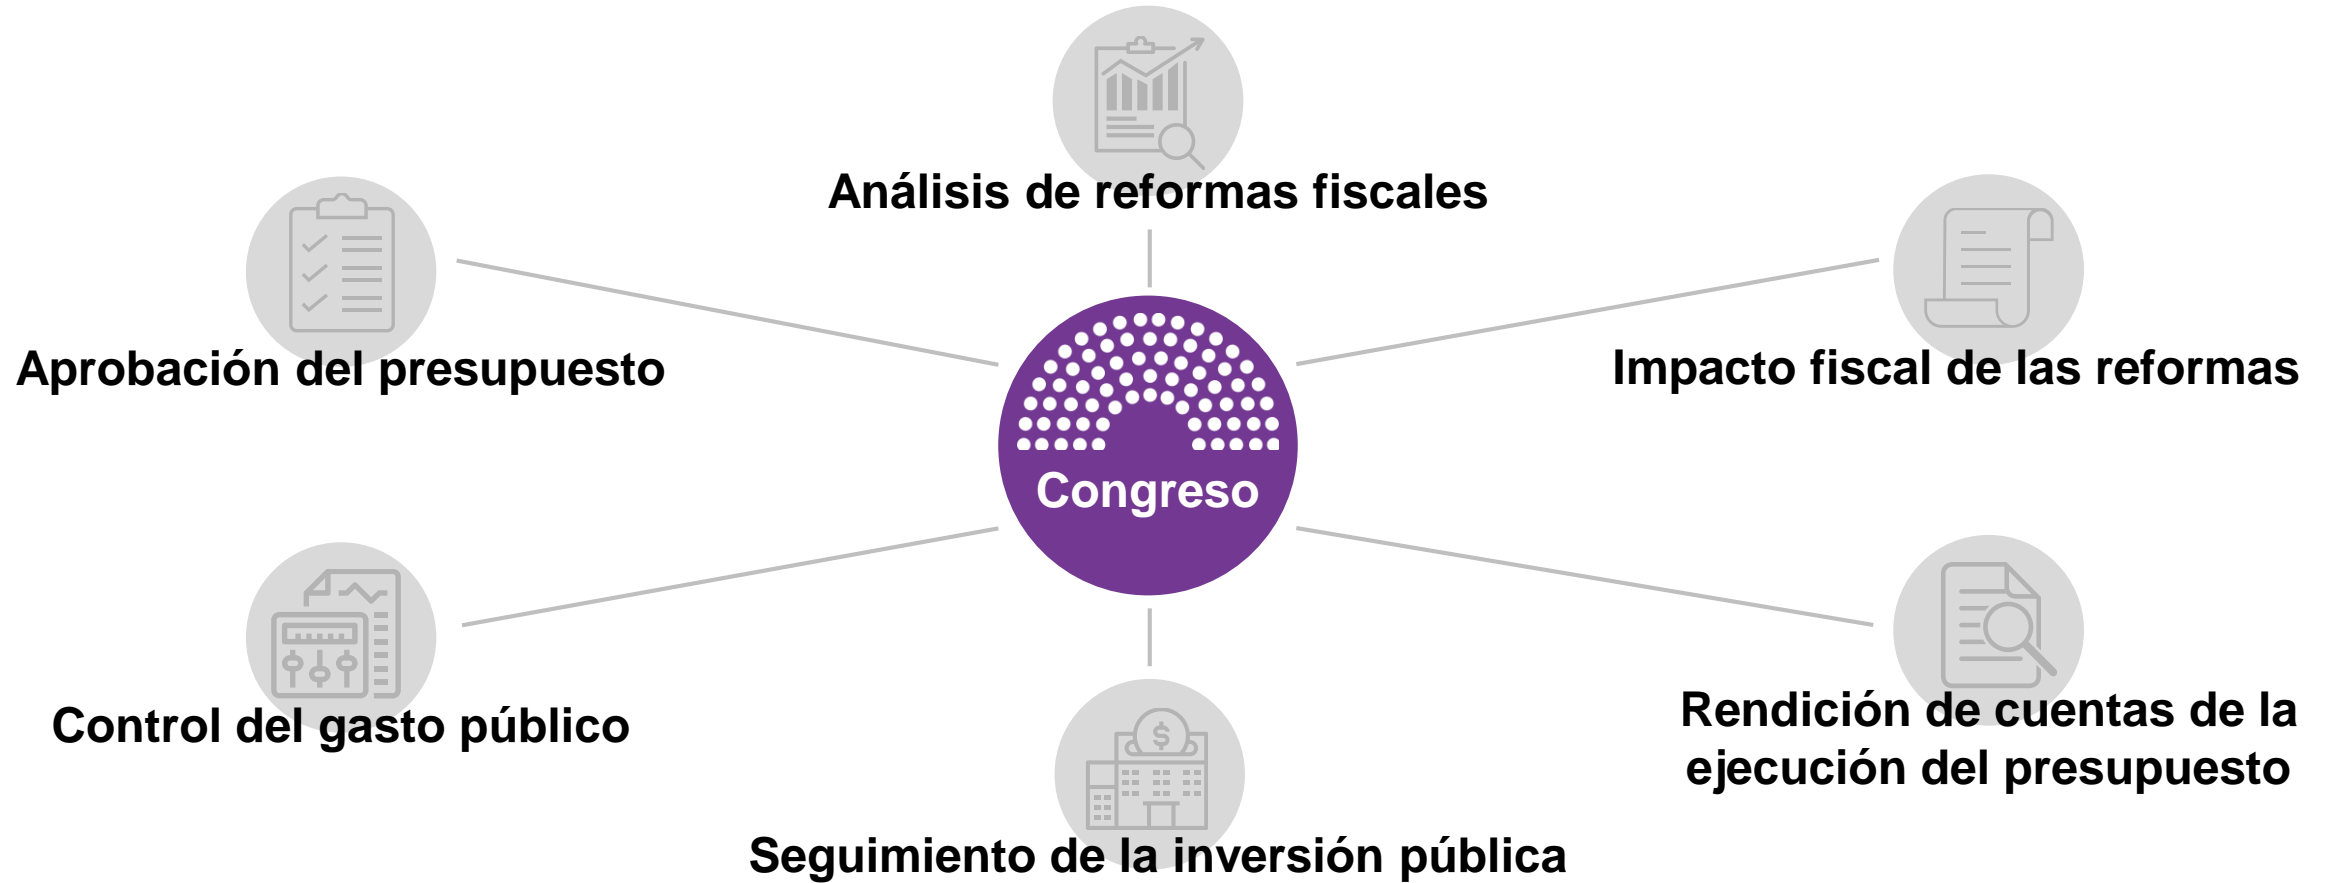 Análisis de reformas fiscales
Aprobación del presupuesto
Impacto fiscal de las reformas
Congreso
Control del gasto público
Rendición de cuentas de la
ejecución del presupuesto
$
Seguimiento de la inversión pública